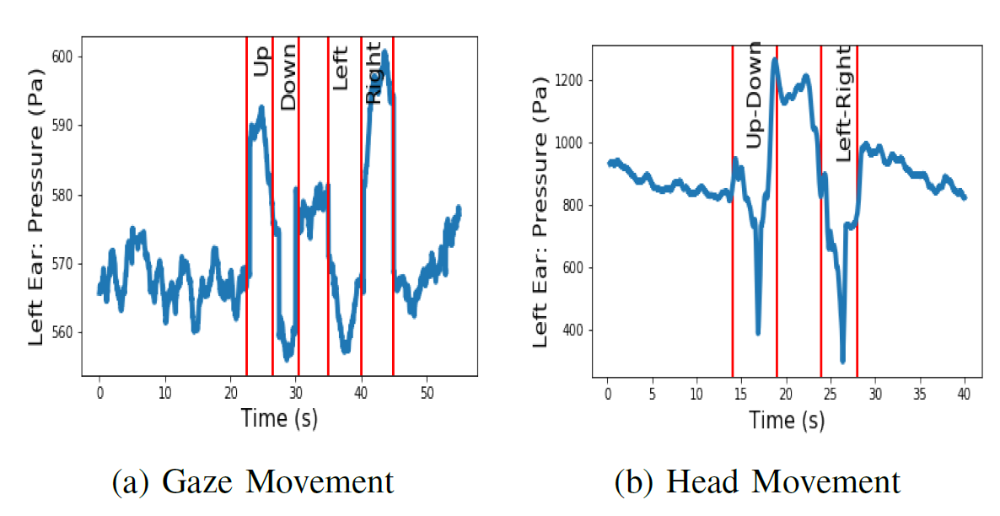 Left Ear: Pressure (Pa)
600
590
580
570
560
Up
Down
Left
Right
0 10 20 30 40 50
Time (s)
(a) Gaze Movement
Left Ear: Pressure (Pa)
1200
1000
800
600
400
Up-Down
Left-Right
0 5 10 15 20 25 30 35 40
Time (s)
(b) Head Movement